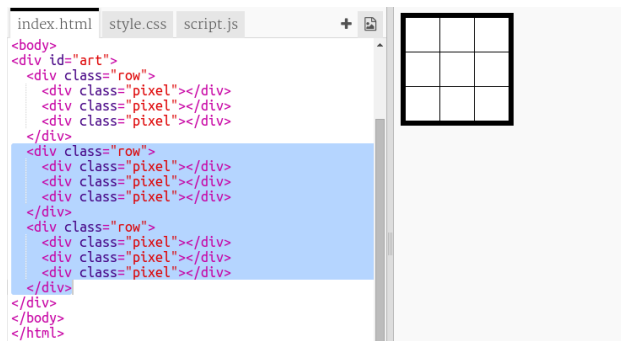 index.html style.css script.js +
<body>
<div id="art">
  <div class="row">
    <div class="pixel"></div>
    <div class="pixel"></div>
    <div class="pixel"></div>
  </div>
  <div class="row">
    <div class="pixel"></div>
    <div class="pixel"></div>
    <div class="pixel"></div>
  </div>
  <div class="row">
    <div class="pixel"></div>
    <div class="pixel"></div>
    <div class="pixel"></div>
  </div>
</div>
</body>
</html>